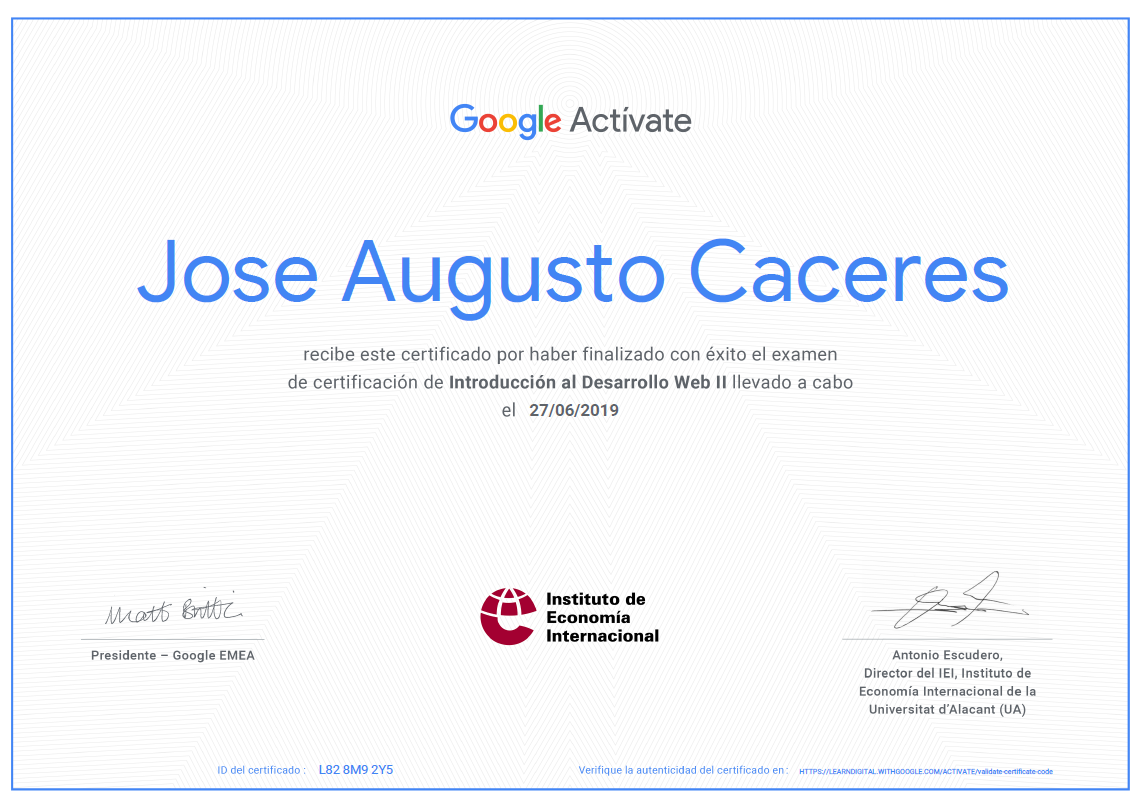 Google Actívate
Jose Augusto Caceres
recibe este certificado por haber finalizado con éxito el examen
de certificación de Introducción al Desarrollo Web II llevado a cabo
el 27/06/2019
Matt Brittin
Presidente – Google EMEA
Instituto de
Economía
Internacional
Antonio Escudero,
Director del IEI, Instituto de
Economía Internacional de la
Universitat d’Alacant (UA)
ID del certificado : L82 8M9 2Y5
Verifique la autenticidad del certificado en : HTTPS://LEARNDIGITAL.WITHGOOGLE.COM/ACTIVATE/validate-certificate-code